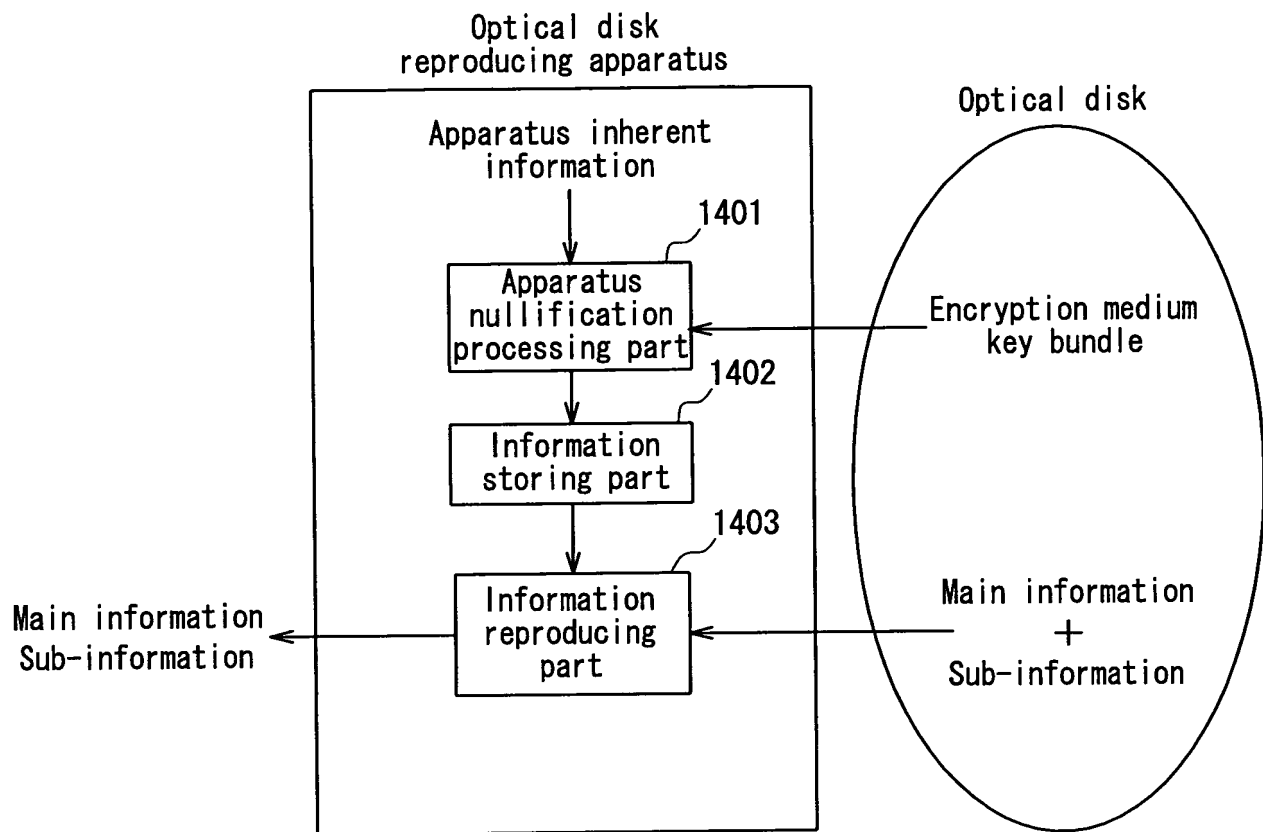 Optical disk
reproducing apparatus
Optical disk
Apparatus inherent
information
1401
Apparatus
nullification
processing part
Encryption medium
key bundle
1402
Information
storing part
1403
Information
reproducing
part
Main information
+
Sub-information
Main information
Sub-information